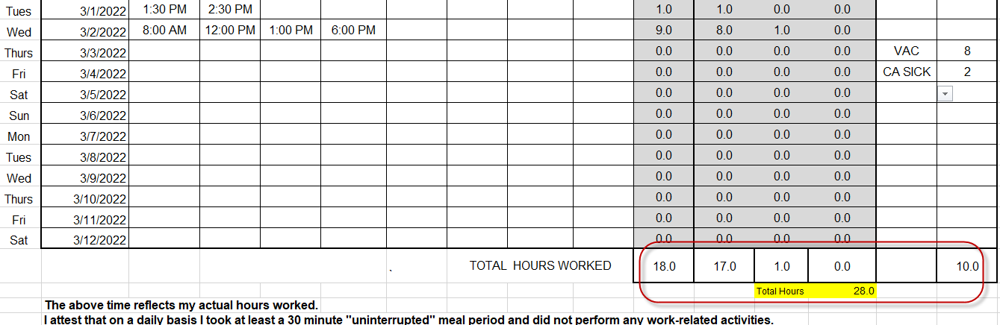 Tues 3/1/2022 1:30 PM 2:30 PM 1.0 1.0 0.0 0.0
Wed 3/2/2022 8:00 AM 12:00 PM 1:00 PM 6:00 PM 9.0 8.0 1.0 0.0
Thurs 3/3/2022 0.0 0.0 0.0 0.0 VAC 8
Fri 3/4/2022 0.0 0.0 0.0 0.0 CA SICK 2
Sat 3/5/2022 0.0 0.0 0.0 0.0
Sun 3/6/2022 0.0 0.0 0.0 0.0
Mon 3/7/2022 0.0 0.0 0.0 0.0
Tues 3/8/2022 0.0 0.0 0.0 0.0
Wed 3/9/2022 0.0 0.0 0.0 0.0
Thurs 3/10/2022 0.0 0.0 0.0 0.0
Fri 3/11/2022 0.0 0.0 0.0 0.0
Sat 3/12/2022 0.0 0.0 0.0 0.0
` TOTAL HOURS WORKED 18.0 17.0 1.0 0.0 10.0
Total Hours 28.0
The above time reflects my actual hours worked.
I attest that on a daily basis I took at least a 30 minute "uninterrupted" meal period and did not perform any work-related activities.